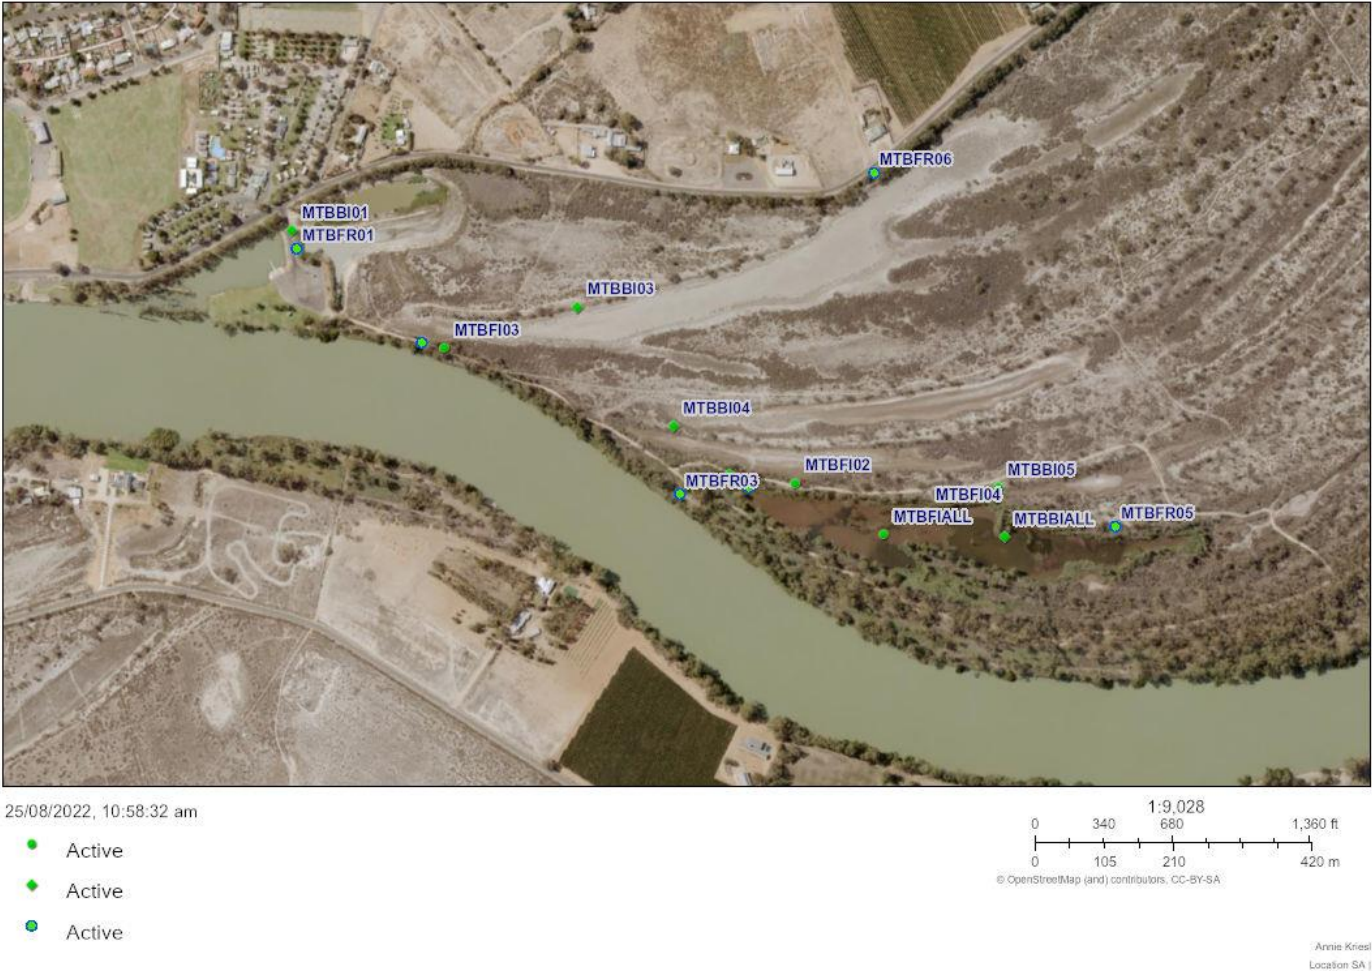 MTBFR06
MTBBI01
MTBFR01
MTBBI03
MTBFI03
MTBBI04
MTBFI02
MTBBI05
MTBFR03
MTBFI04
MTBFIALL
MTBBIALL
MTBFR05
25/08/2022, 10:58:32 am
Active
Active
Active
1:9,028
0 340 680 1,360 ft
0 105 210 420 m
© OpenStreetMap (and) contributors, CC-BY-SA
Annie Kriesl
Location SA |